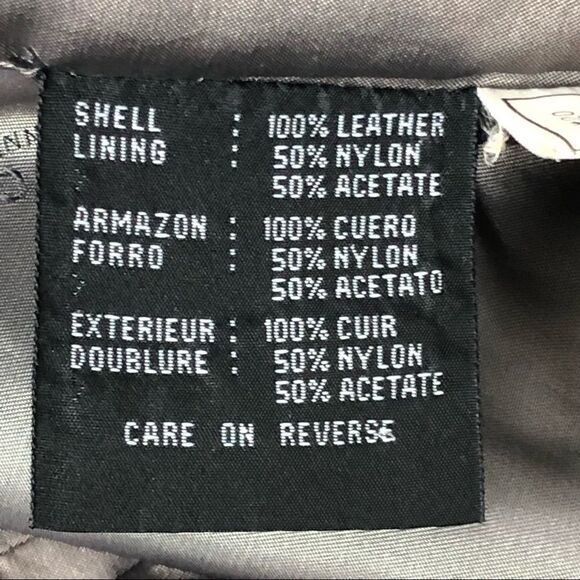 SHELL : 100% LEATHER
LINING : 50% NYLON
50% ACETATE
ARMAZON : 100% CUERO
FORRO : 50% NYLON
50% ACETATO
EXTERIEUR : 100% CUIR
DOUBLURE : 50% NYLON
50% ACETATE
CARE ON REVERSE